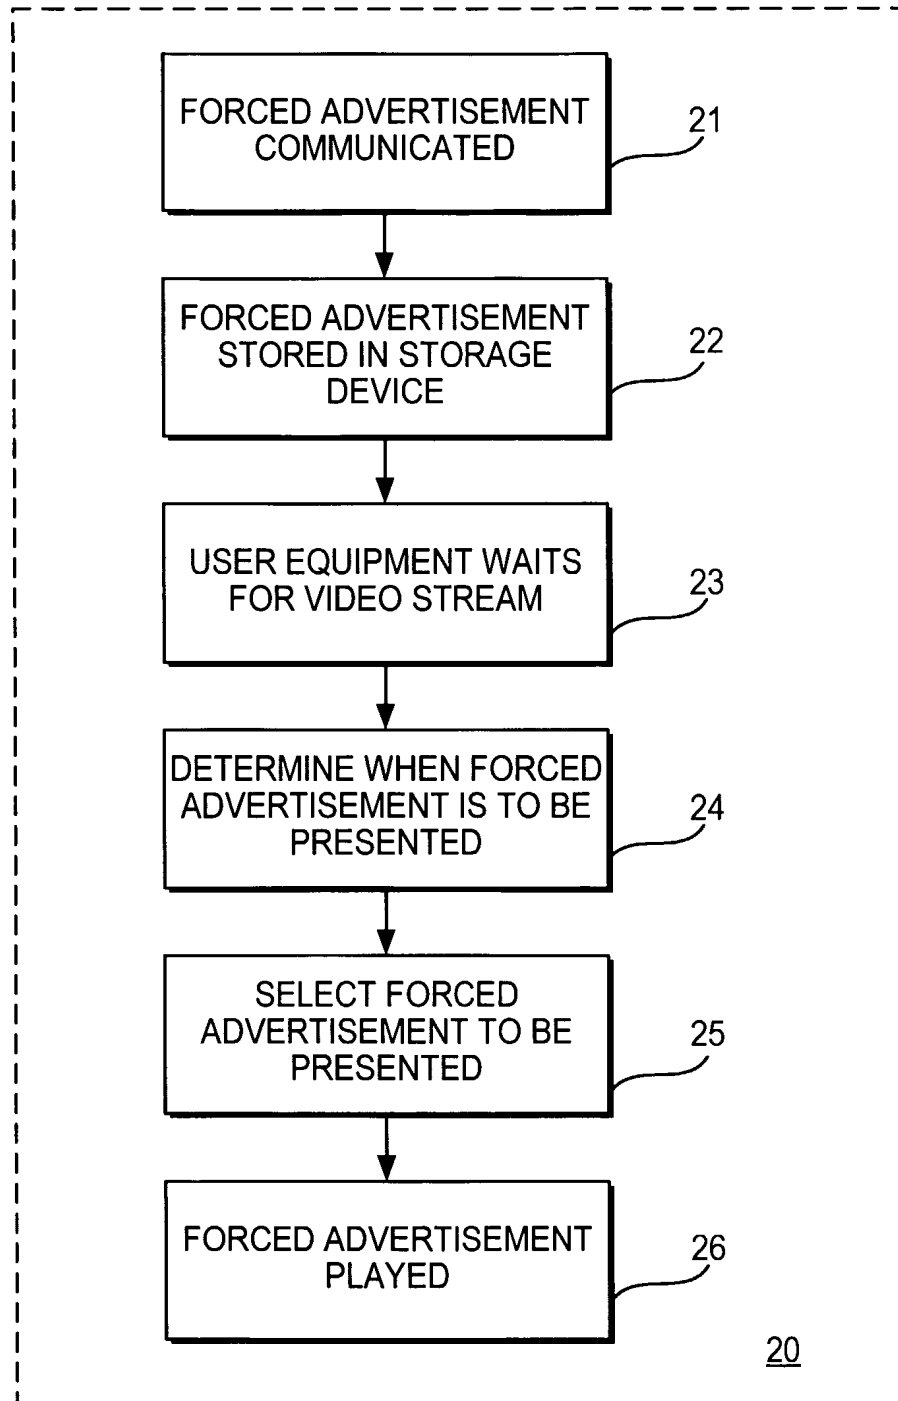 FORCED ADVERTISEMENT
COMMUNICATED
21
FORCED ADVERTISEMENT
STORED IN STORAGE
DEVICE
22
USER EQUIPMENT WAITS
FOR VIDEO STREAM
23
DETERMINE WHEN FORCED
ADVERTISEMENT IS TO BE
PRESENTED
24
SELECT FORCED
ADVERTISEMENT TO BE
PRESENTED
25
FORCED ADVERTISEMENT
PLAYED
26
20